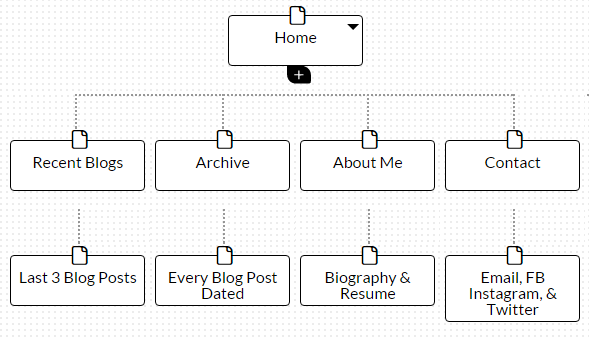 Home
Recent Blogs
Archive
About Me
Contact
Last 3 Blog Posts
Every Blog Post
Dated
Biography &
Resume
Email, FB
Instagram, &
Twitter